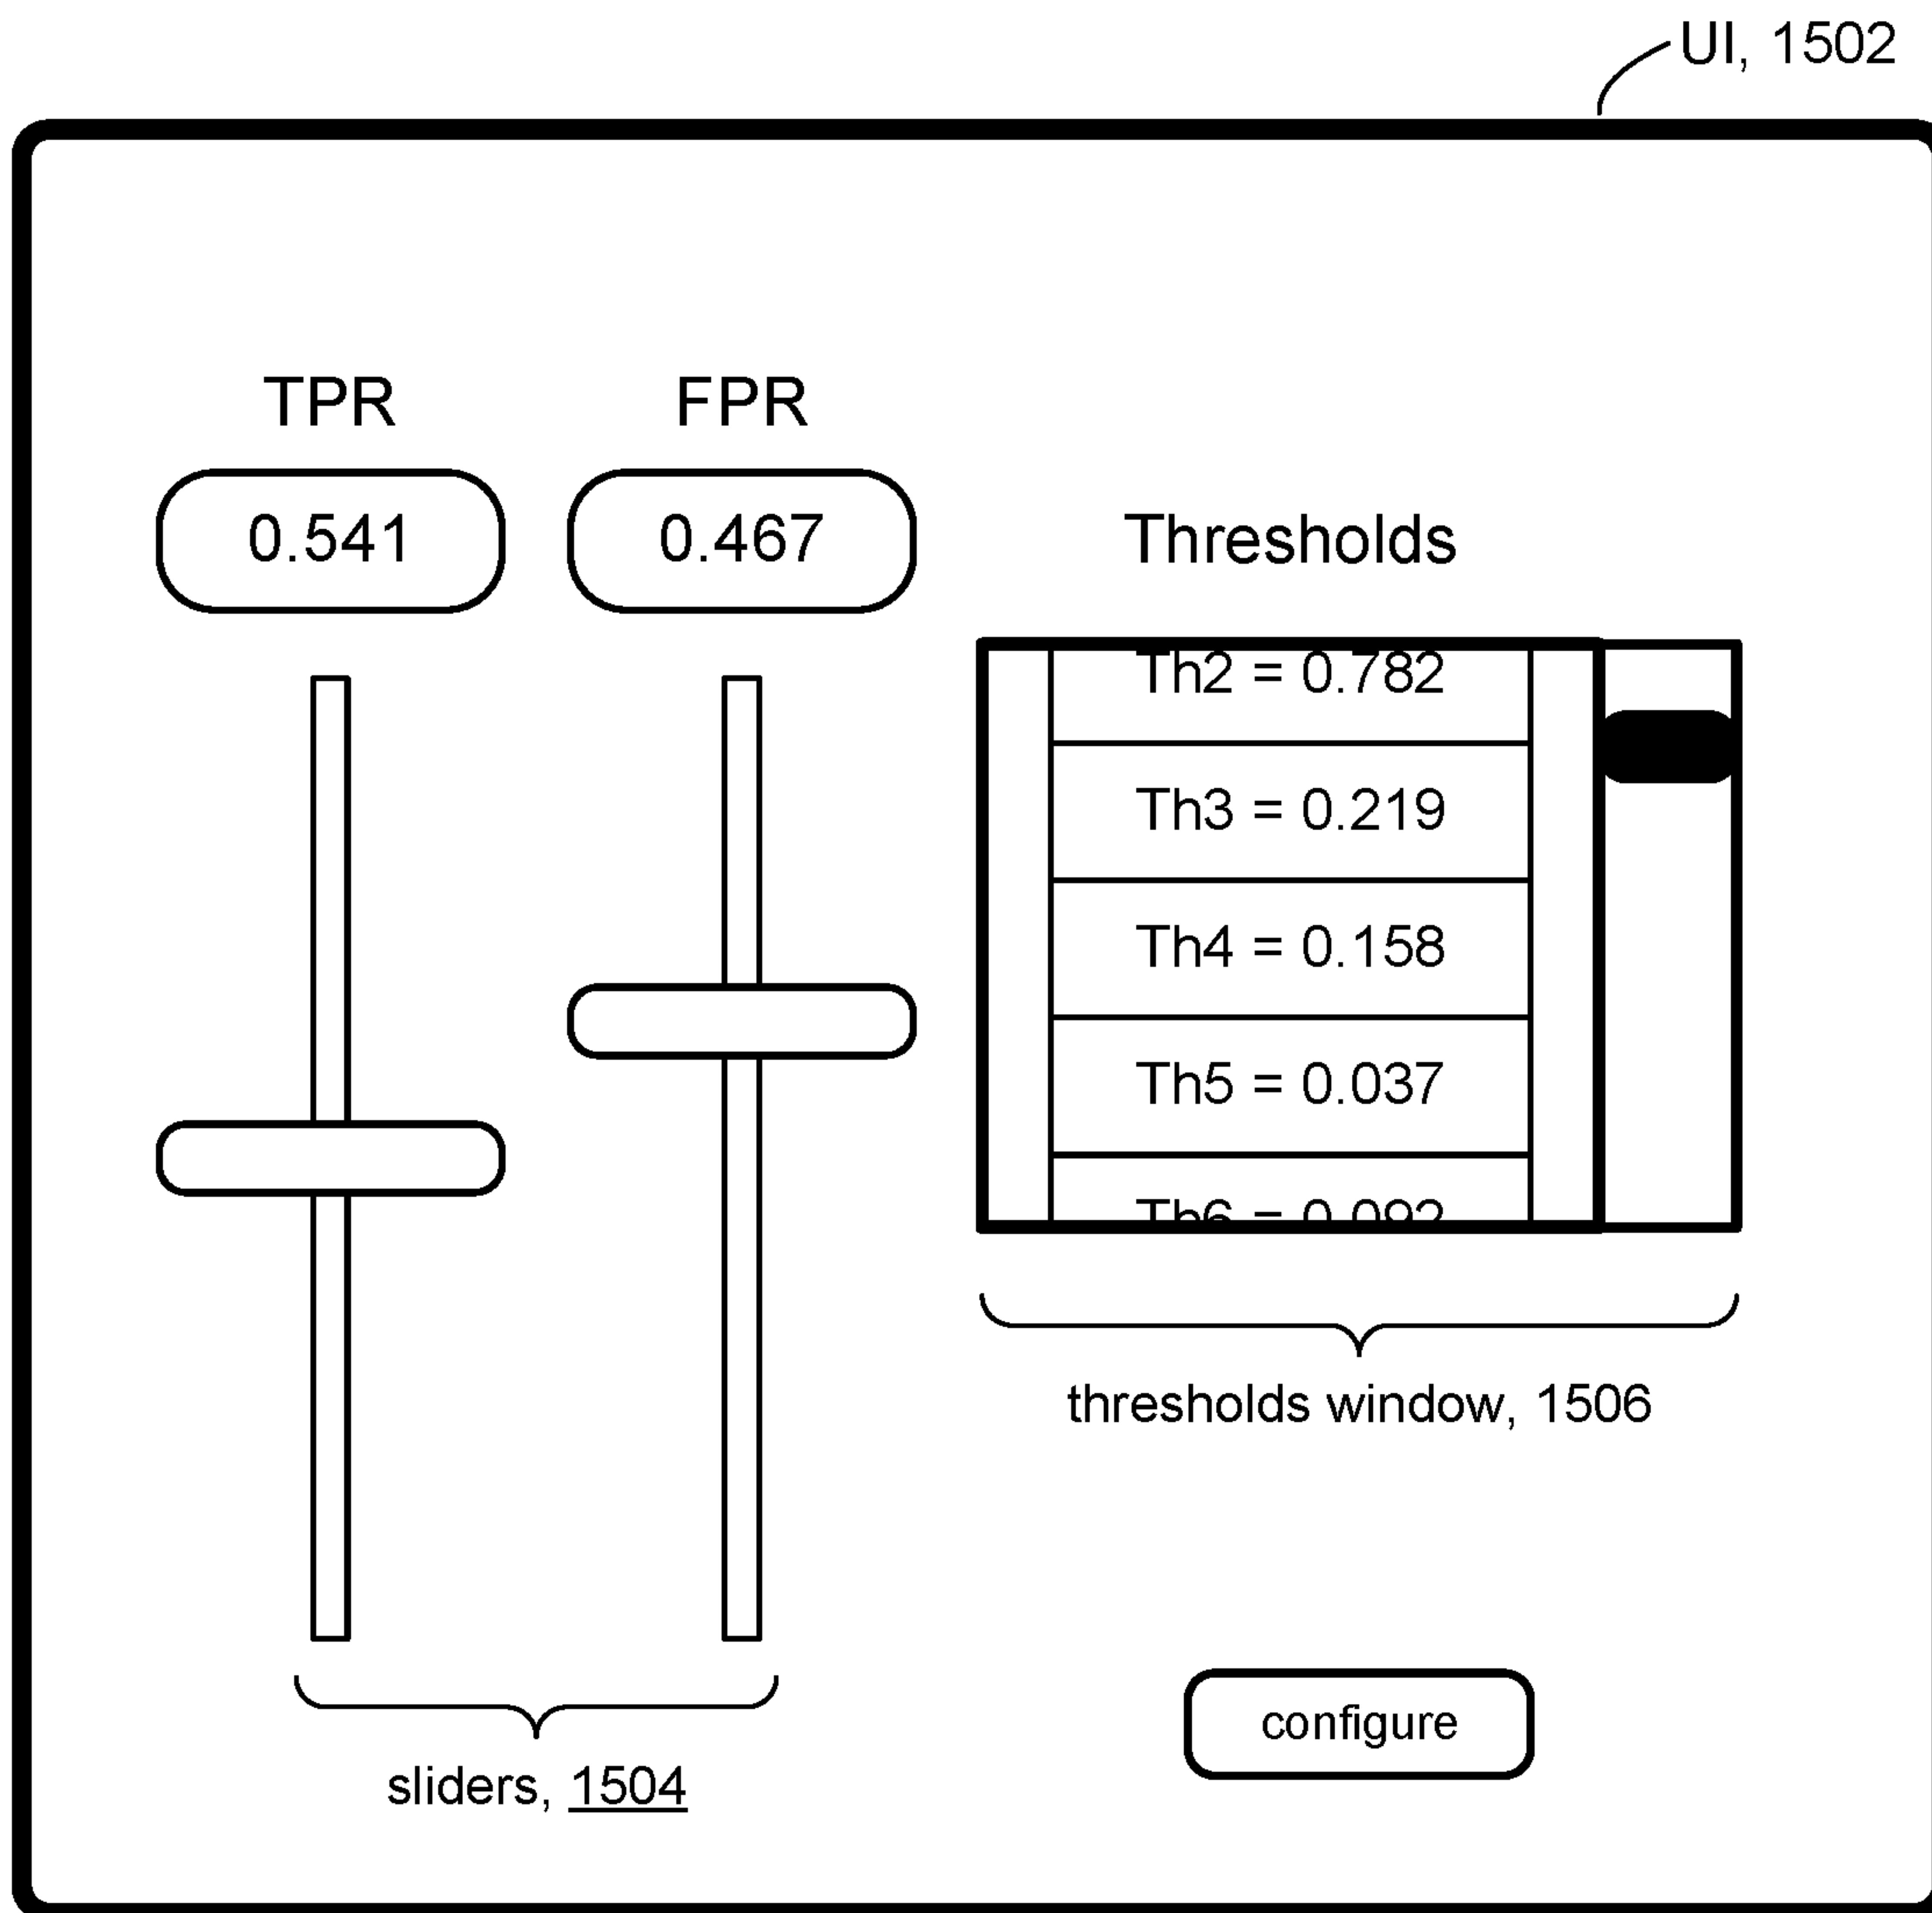 UI, 1502
TPR
FPR
0.541
0.467
Thresholds
Th2 = 0.782
Th3 = 0.219
Th4 = 0.158
Th5 = 0.037
thresholds window, 1506
configure
sliders, 1504